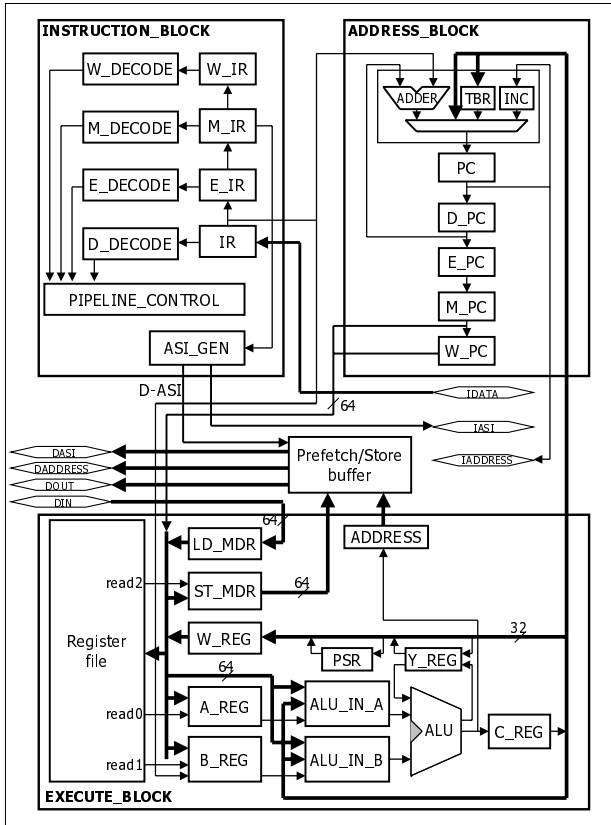 INSTRUCTION_BLOCK
ADDRESS_BLOCK
W_DECODE
W_IR
M_DECODE
M_IR
E_DECODE
E_IR
D_DECODE
IR
PIPELINE_CONTROL
ASI_GEN
ADDER
TBR
INC
PC
D_PC
E_PC
M_PC
W_PC
D-ASI
64
IDATA
IASI
IADDRESS
DASI
DADDRESS
DOUT
DIN
Prefetch/Store
buffer
64
LD_MDR
ADDRESS
read2
ST_MDR
64
Register
file
W_REG
32
PSR
Y_REG
64
read0
A_REG
ALU_IN_A
ALU
C_REG
read1
B_REG
ALU_IN_B
EXECUTE_BLOCK